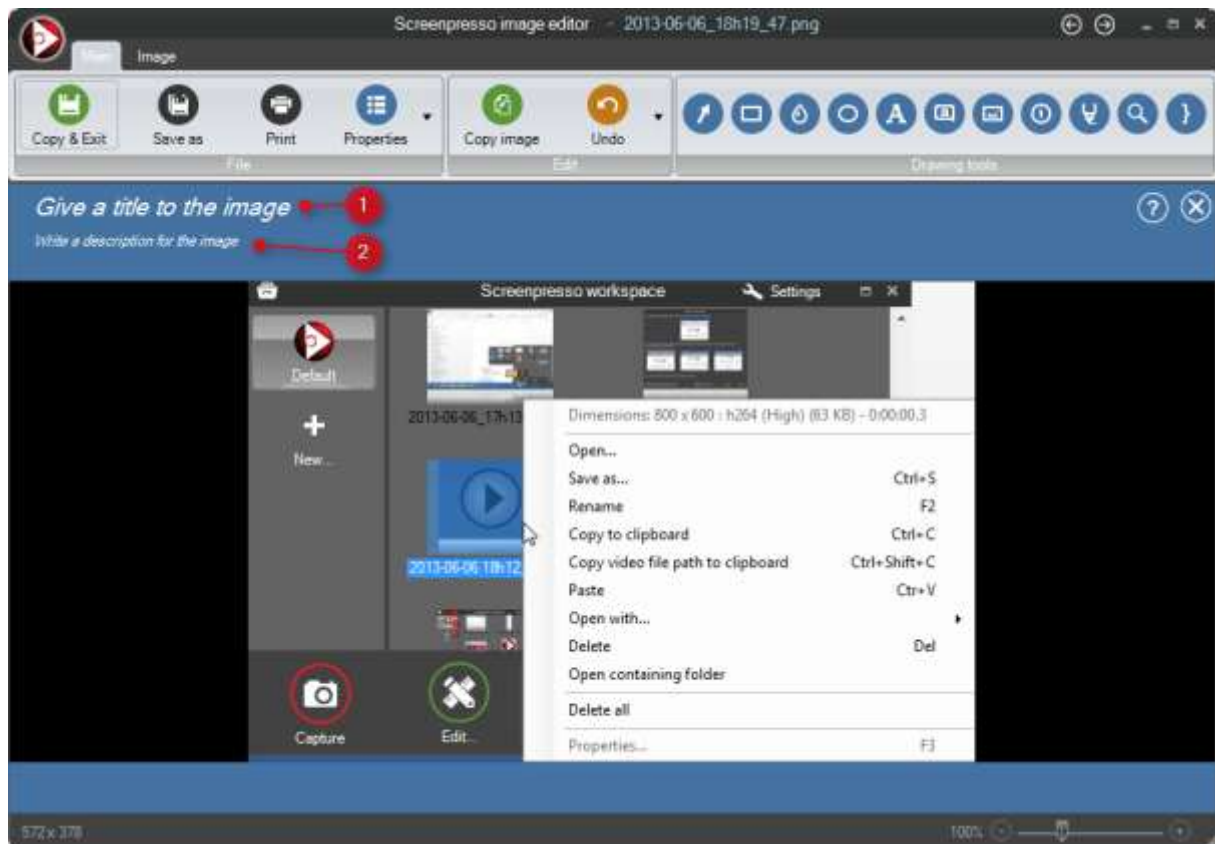 Screenpresso image editor - 2013-06-06_18h19_47.png
Main Image
Copy & Exit Save as Print Properties Copy image Undo
File Edit Drawing tools
Give a title to the image 1
Write a description for the image 2
Screenpresso workspace Settings
Default
2013-06-06_17h13
Dimensions: 800 x 600 : h264 (High) (63 KB) - 0:00:00.3
New...
Open...
Save as... Ctrl+S
Rename F2
Copy to clipboard Ctrl+C
Copy video file path to clipboard Ctrl+Shift+C
2013-06-06 18h12
Paste Ctr+V
Open with...
Delete Del
Open containing folder
Delete all
Capture Edit...
Properties... F3
572 x 378 100%